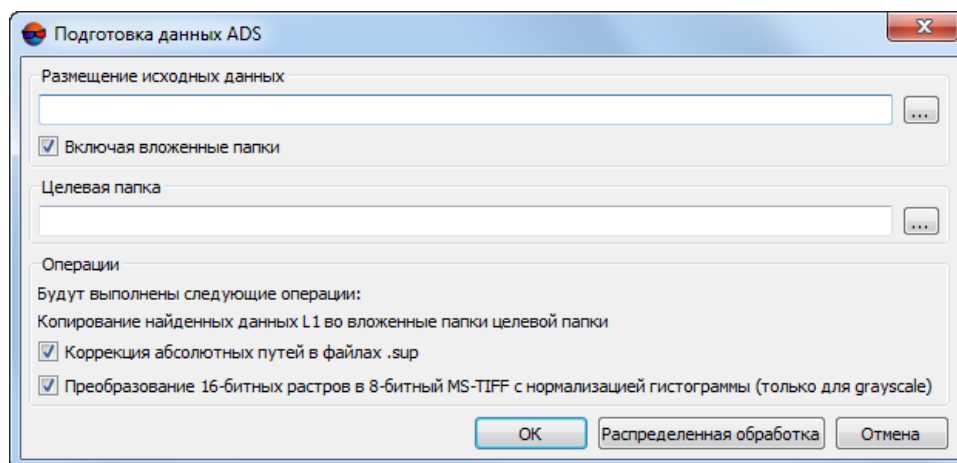 Подготовка данных ADS
Размещение исходных данных
...
Включая вложенные папки
Целевая папка
...
Операции
Будут выполнены следующие операции:
Копирование найденных данных L1 во вложенные папки целевой папки
Коррекция абсолютных путей в файлах .sup
Преобразование 16-битных растров в 8-битный MS-TIFF с нормализацией гистограммы (только для grayscale)
OK Распределенная обработка Отмена